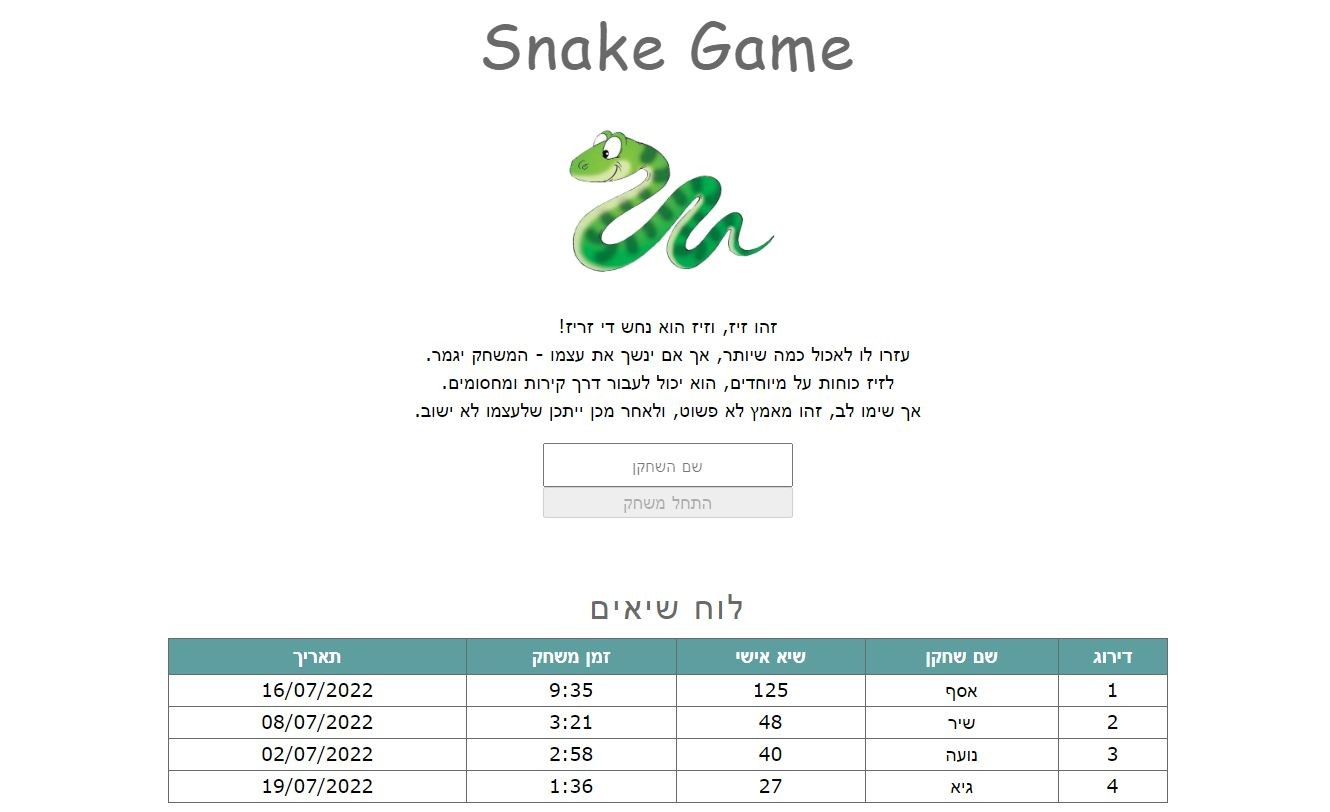 Snake Game
זהו זיז, וזיז הוא נחש די זריז!
עזרו לו לאכול כמה שיותר, אך אם ינשך את עצמו - המשחק יגמר.
לזיז כוחות על מיוחדים, הוא יכול לעבור דרך קירות ומחסומים.
אך שימו לב, זהו מאמץ לא פשוט, ולאחר מכן ייתכן שלעצמו לא ישוב.
שם השחקן
התחל משחק
לוח שיאים
דירוג שם שחקן שיא אישי זמן משחק תאריך
1 אסף 125 9:35 16/07/2022
2 שיר 48 3:21 08/07/2022
3 נועה 40 2:58 02/07/2022
4 גיא 27 1:36 19/07/2022